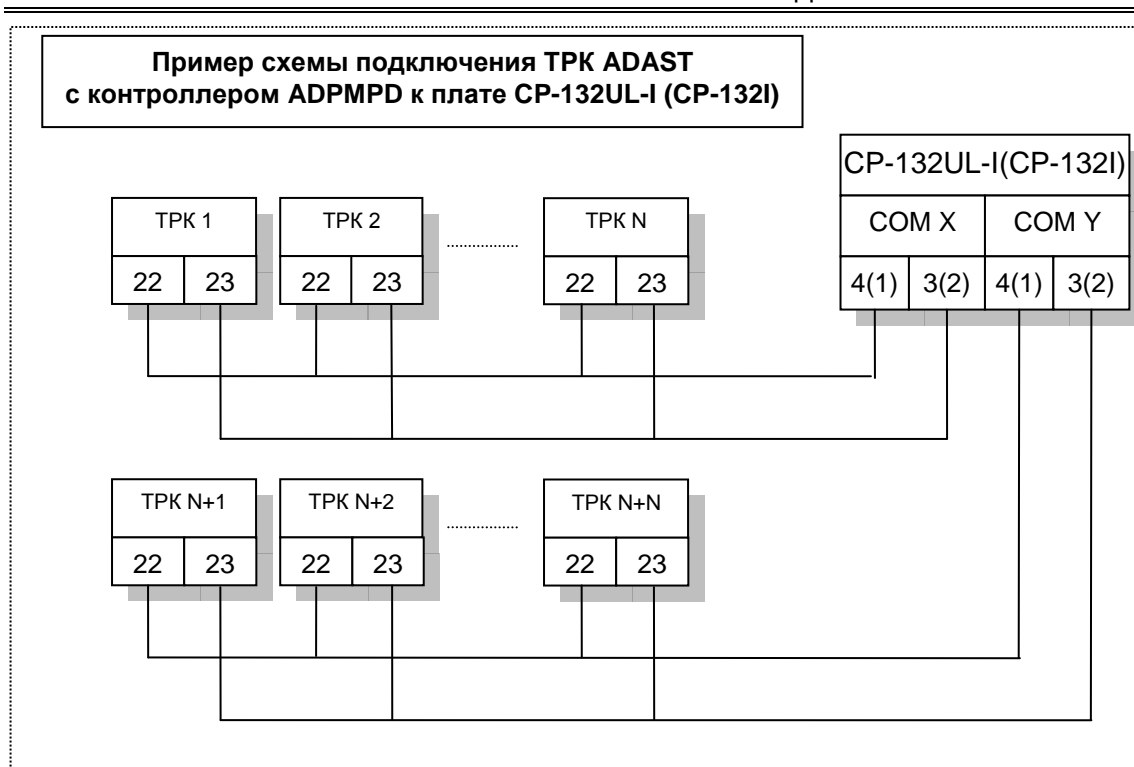 Пример схемы подключения ТРК ADAST
с контроллером ADPMPD к плате CP-132UL-I (CP-132I)
CP-132UL-I(CP-132I)
COM X COM Y
4(1) 3(2) 4(1) 3(2)
ТРК 1 ТРК 2 ................. ТРК N
22 23 22 23 22 23
ТРК N+1 ТРК N+2 ................. ТРК N+N
22 23 22 23 22 23